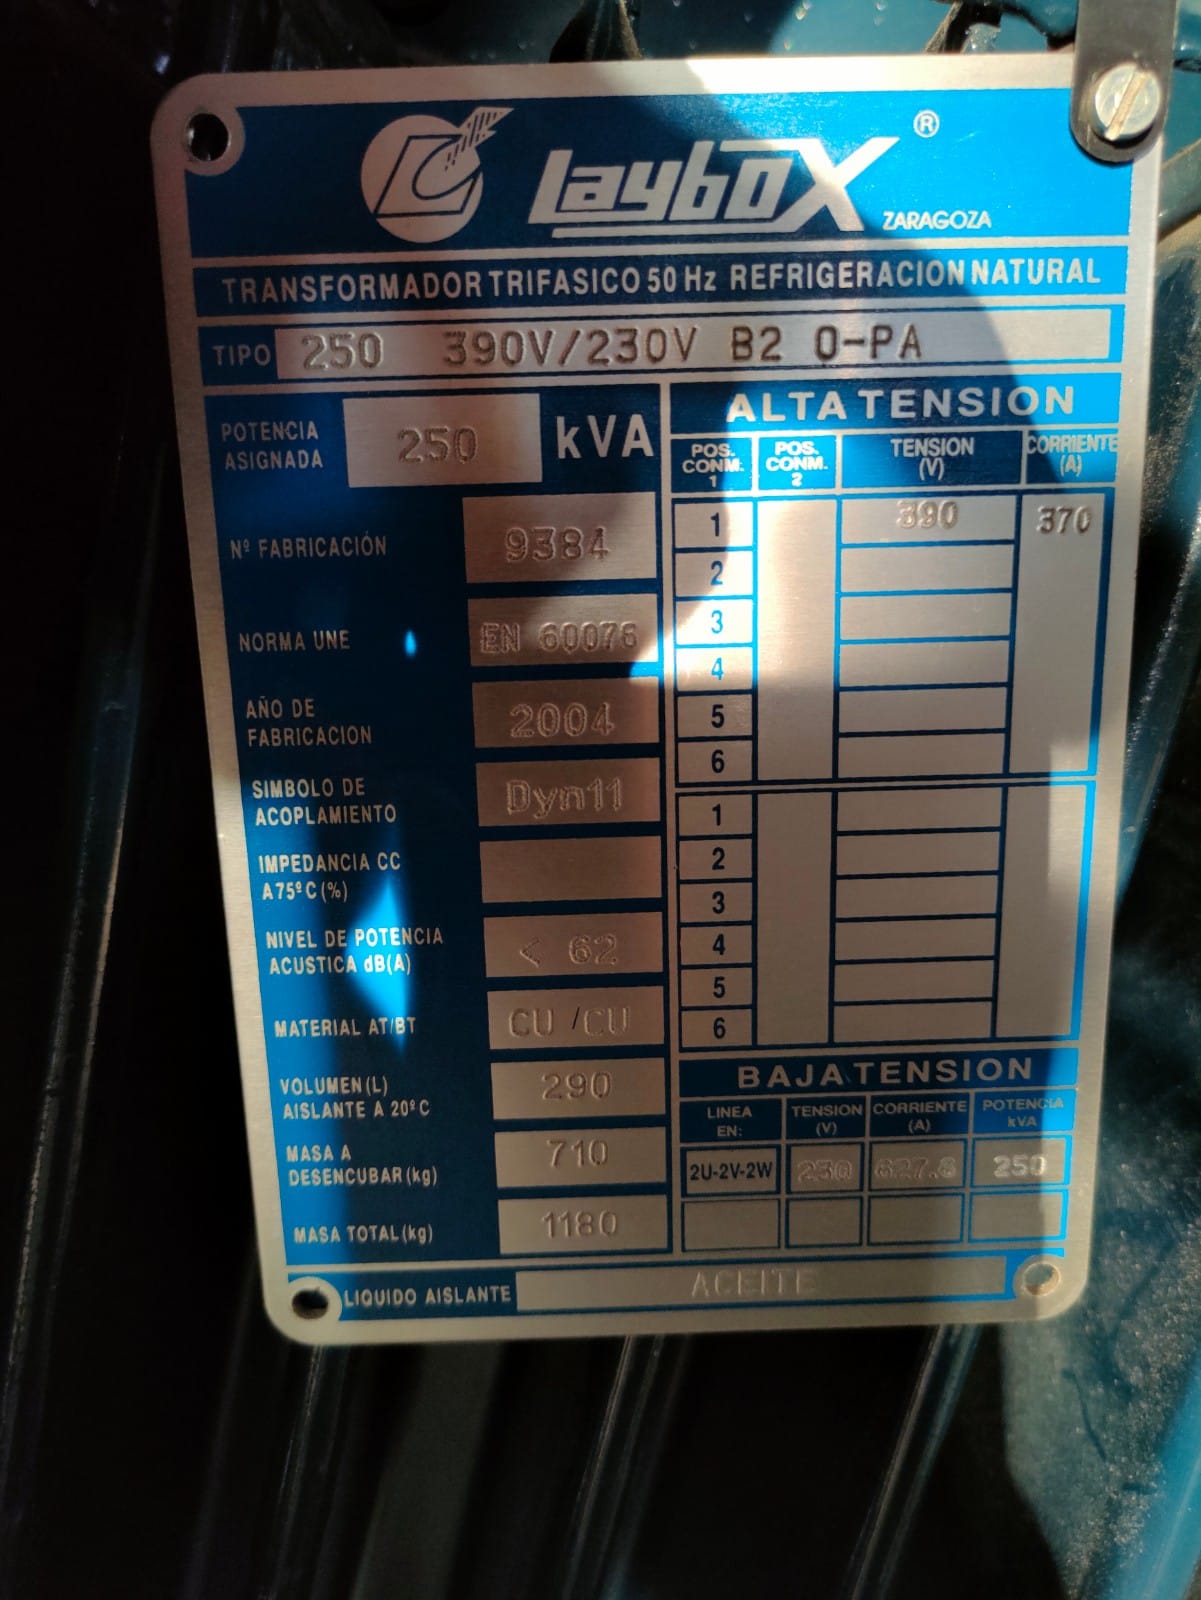 Laybox ®
ZARAGOZA
TRANSFORMADOR TRIFASICO 50 Hz REFRIGERACION NATURAL
TIPO 250 390V/230V B2 O-PA
POTENCIA ASIGNADA 250 kVA
Nº FABRICACIÓN 9384
NORMA UNE EN 60076
AÑO DE FABRICACION 2004
SIMBOLO DE ACOPLAMIENTO Dyn11
IMPEDANCIA CC A 75º C (%)
NIVEL DE POTENCIA ACUSTICA dB(A) < 62
MATERIAL AT/BT CU /CU
VOLUMEN (L) AISLANTE A 20º C 290
MASA A DESENCUBAR (kg) 710
MASA TOTAL (kg) 1180
ALTA TENSION
POS. CONM. 1 POS. CONM. 2 TENSION (V) CORRIENTE (A)
1 390 370
2
3
4
5
6
1
2
3
4
5
6
BAJA TENSION
LINEA EN: TENSION (V) CORRIENTE (A) POTENCIA kVA
2U-2V-2W 230 627.6 250
LIQUIDO AISLANTE ACEITE